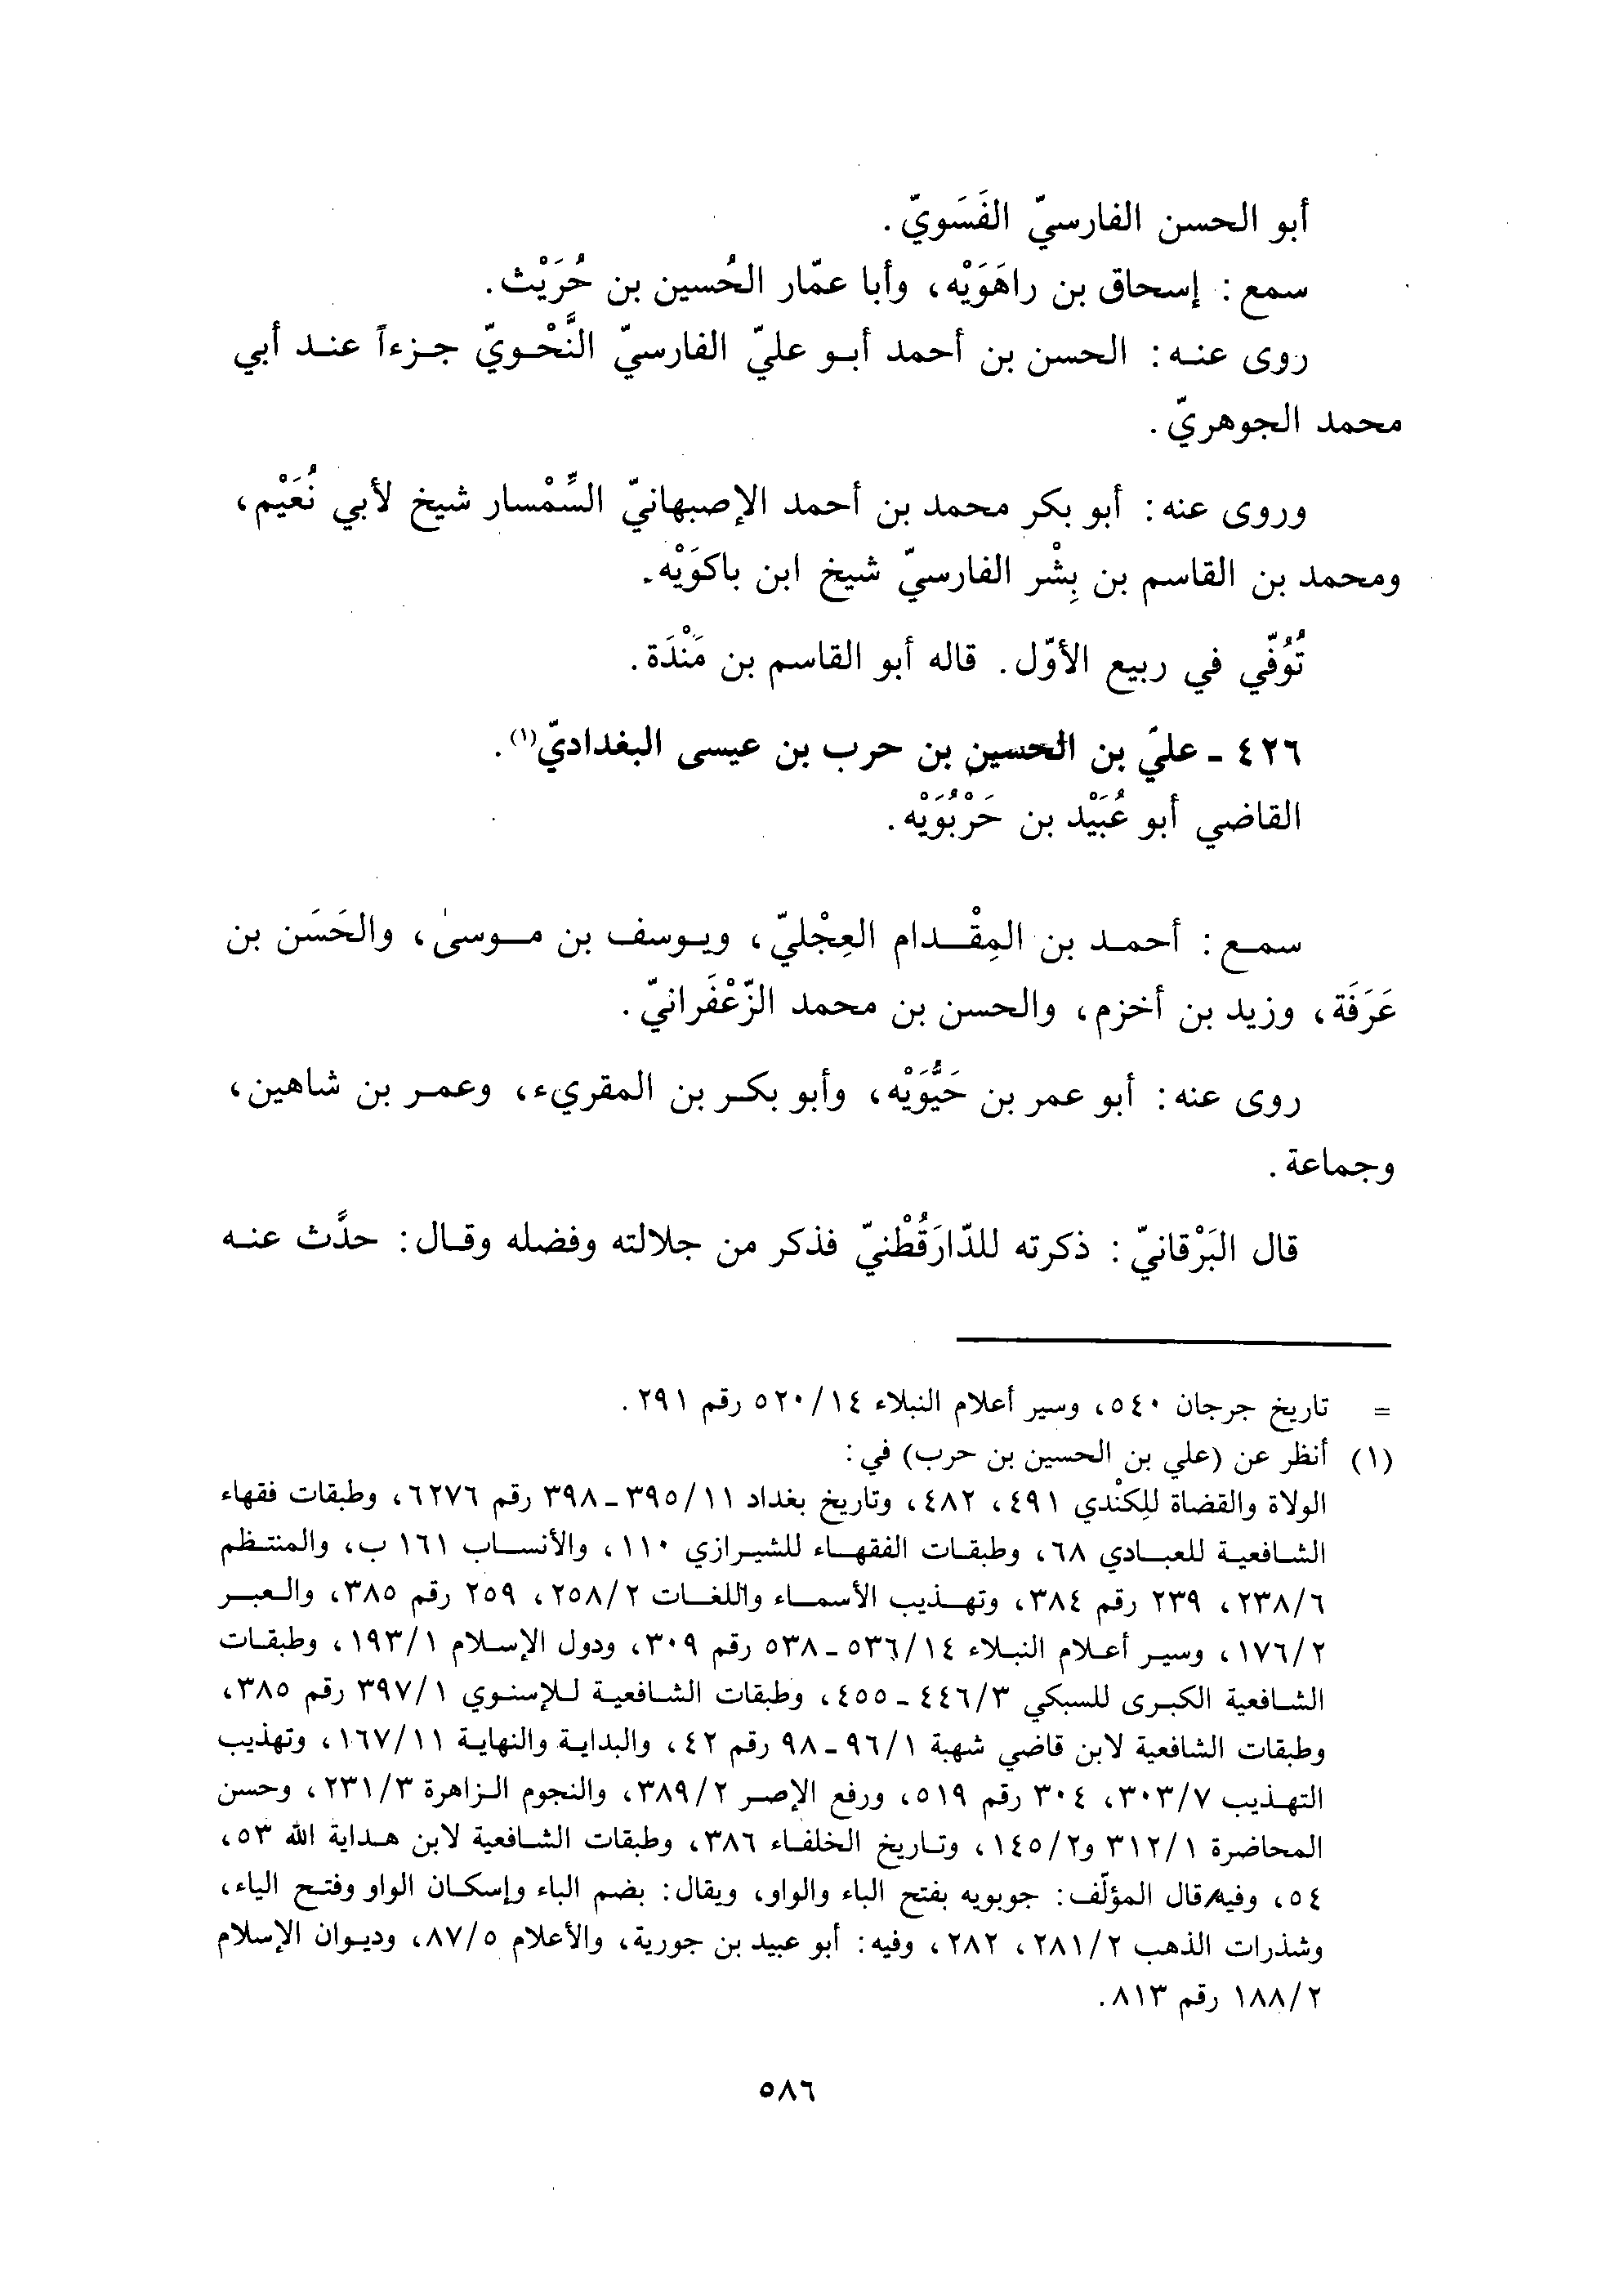 أبو الحسن الفارسيّ الفَسَويّ.
سمع: إسحاق بن راهَوَيْه، وأبا عمّار الحُسين بن حُرَيْث.
روى عنه: الحسن بن أحمد أبو عليّ الفارسيّ النَّحْويّ جزءاً عند أبي
محمد الجوهريّ.
وروى عنه: أبو بكر محمد بن أحمد الإصبهانيّ السِّمْسار شيخ لأبي نُعَيْم،
ومحمد بن القاسم بن بِشْر الفارسيّ شيخ ابن باكَوَيْه.
تُوُفّي في ربيع الأوّل. قاله أبو القاسم بن مَنْدَة.
٤٢٦ ـ عليّ بن الحسين بن حرب بن عيسى البغداديّ(١).
القاضي أبو عُبَيْد بن حَرْبُوَيْه.
سمع: أحمد بن المِقْدام العِجْليّ، ويوسف بن موسىٰ، والحَسَن بن
عَرَفَة، وزيد بن أخزم، والحسن بن محمد الزّعْفَرانيّ.
روى عنه: أبو عمر بن حَيُّوَيْه، وأبو بكر بن المقريء، وعمر بن شاهين،
وجماعة.
قال البَرْقانيّ: ذكرته للدّارَقُطْنيّ فذكر من جلالته وفضله وقال: حدَّث عنه
= تاريخ جرجان ٥٤٠، وسير أعلام النبلاء ٥٢٠/١٤ رقم ٢٩١.
(١) أنظر عن (علي بن الحسين بن حرب) في:
الولاة والقضاة للِكنْدي ٤٩١، ٤٨٢، وتاريخ بغداد ٣٩٥/١١ ـ ٣٩٨ رقم ٦٢٧٦، وطبقات فقهاء
الشافعية للعبادي ٦٨، وطبقات الفقهاء للشيرازي ١١٠، والأنساب ١٦١ ب، والمنتظم
٢٣٨/٦، ٢٣٩ رقم ٣٨٤، وتهذيب الأسماء واللغات ٢٥٨/٢، ٢٥٩ رقم ٣٨٥، والعبر
١٧٦/٢، وسير أعلام النبلاء ٥٣٦/١٤ ـ ٥٣٨ رقم ٣٠٩، ودول الإسلام ١٩٣/١، وطبقات
الشافعية الكبرى للسبكي ٤٤٦/٣ ـ ٤٥٥، وطبقات الشافعية للإسنوي ٣٩٧/١ رقم ٣٨٥،
وطبقات الشافعية لابن قاضي شهبة ٩٦/١ ـ ٩٨ رقم ٤٢، والبداية والنهاية ١٦٧/١١، وتهذيب
التهذيب ٣٠٣/٧، ٣٠٤ رقم ٥١٩، ورفع الإصر ٣٨٩/٢، والنجوم الزاهرة ٢٣١/٣، وحسن
المحاضرة ٣١٢/١ و١٤٥/٢، وتاريخ الخلفاء ٣٨٦، وطبقات الشافعية لابن هداية الله ٥٣،
٥٤، وفيه قال المؤلّف: جوبويه بفتح الباء والواو، ويقال: بضم الباء وإسكان الواو وفتح الياء،
وشذرات الذهب ٢٨١/٢، ٢٨٢، وفيه: أبو عبيد بن جورية، والأعلام ٨٧/٥، وديوان الإسلام
١٨٨/٢ رقم ٨١٣.
٥٨٦